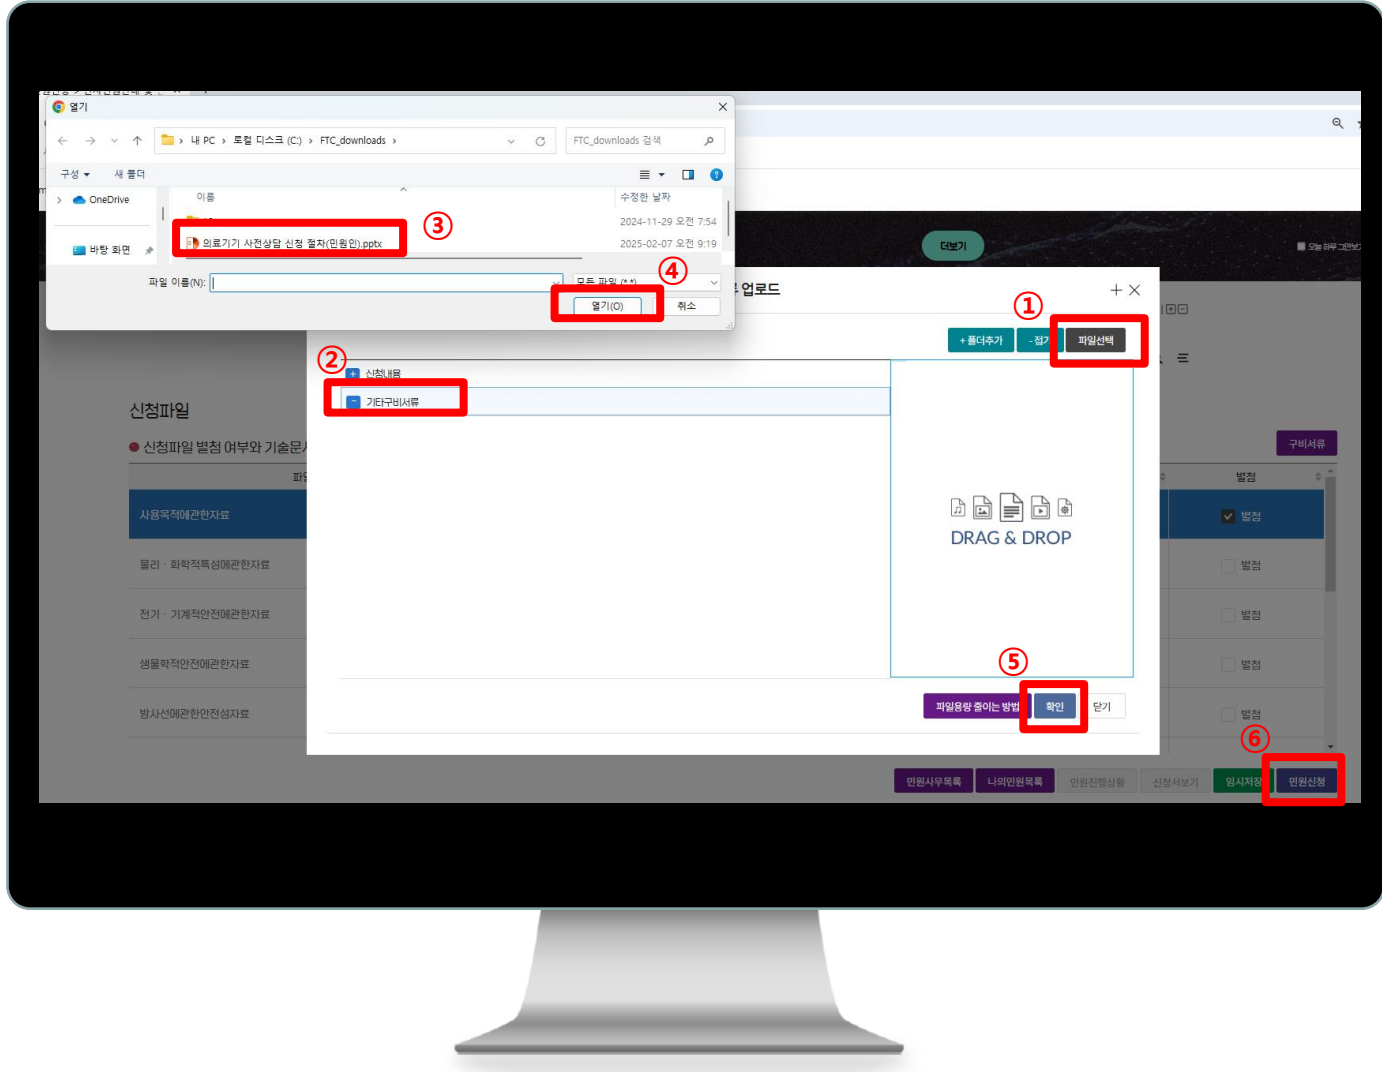 열기
내 PC > 로컬 디스크 (C:) > FTC_downloads >
FTC_downloads 검색
구성
새 폴더
OneDrive
이름
수정한 날짜
2024-11-29 오전 7:54
③
바탕 화면
의료기기 사전상담 신청 절차(민원인).pptx
2025-02-07 오전 9:19
④
파일 이름(N):
모든 파일 (*.*)
열기(O)
취소
더보기
업로드
①
+ 폴더추가
파일선택
②
신청내용
기타구비서류
신청파일
신청파일 별첨 여부와
구비서류
별첨
사용목적에관한자료
별첨
물리 · 화학적특성에관한자료
별첨
전기 · 기계적안전에관한자료
별첨
생물학적안전에관한자료
별첨
방사선에관한안전성자료
별첨
DRAG & DROP
⑤
파일용량 줄이는 방법
확인
닫기
⑥
민원사무목록
나의민원목록
민원진행상황
신청서보기
임시저장
민원신청